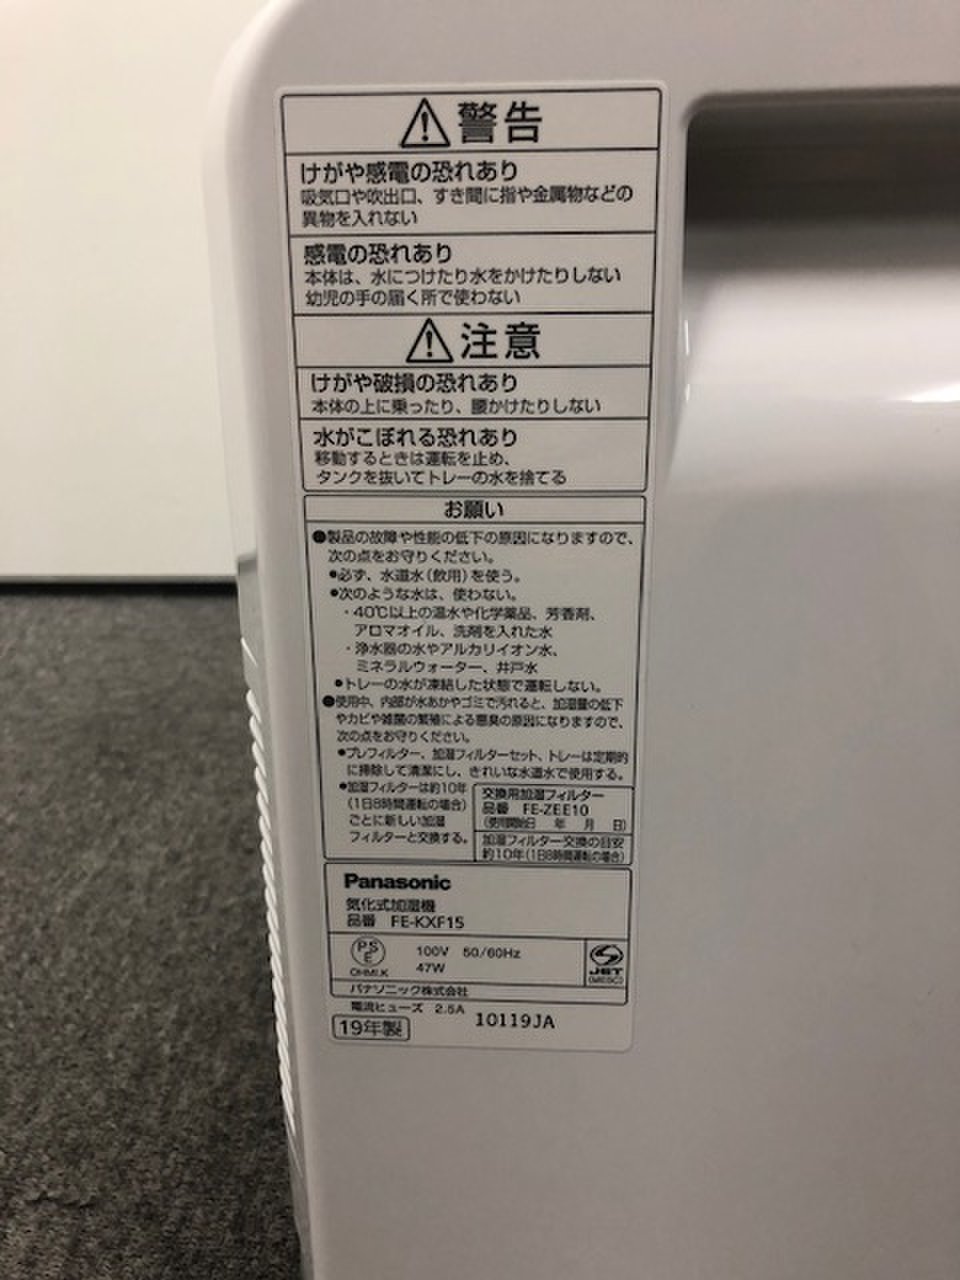 ⚠警告
けがや感電の恐れあり
吸気口や吹出口、すき間に指や金属物などの
異物を入れない
感電の恐れあり
本体は、水につけたり水をかけたりしない
幼児の手の届く所で使わない
⚠注意
けがや破損の恐れあり
本体の上に乗ったり、腰かけたりしない
水がこぼれる恐れあり
移動するときは運転を止め、
タンクを抜いてトレーの水を捨てる
お願い
●製品の故障や性能の低下の原因になりますので、
次の点をお守りください。
●必ず、水道水(飲用)を使う。
●次のような水は、使わない。
・40℃以上の温水や化学薬品、芳香剤、
アロマオイル、洗剤を入れた水
・浄水器の水やアルカリイオン水、
ミネラルウォーター、井戸水
●トレーの水が凍結した状態で運転しない。
●使用中、内部が水あかやゴミで汚れると、加湿量の低下
やカビや雑菌の繁殖による悪臭の原因になりますので、
次の点をお守りください。
●プレフィルター、加湿フィルターセット、トレーは定期的
に掃除して清潔にし、きれいな水道水で使用する。
●加湿フィルターは約10年
(1日8時間運転の場合)
ごとに新しい加湿
フィルターと交換する。
交換用加湿フィルター
品番 FE-ZEE10
(使用開始日 年 月 日)
加湿フィルター交換の目安
約10年(1日8時間運転の場合)
Panasonic
気化式加湿機
品番 FE-KXF15
PSE
OHMI.K
100V 50/60Hz
47W
JET
パナソニック株式会社
電流ヒューズ 2.5A
19年製
10119JA